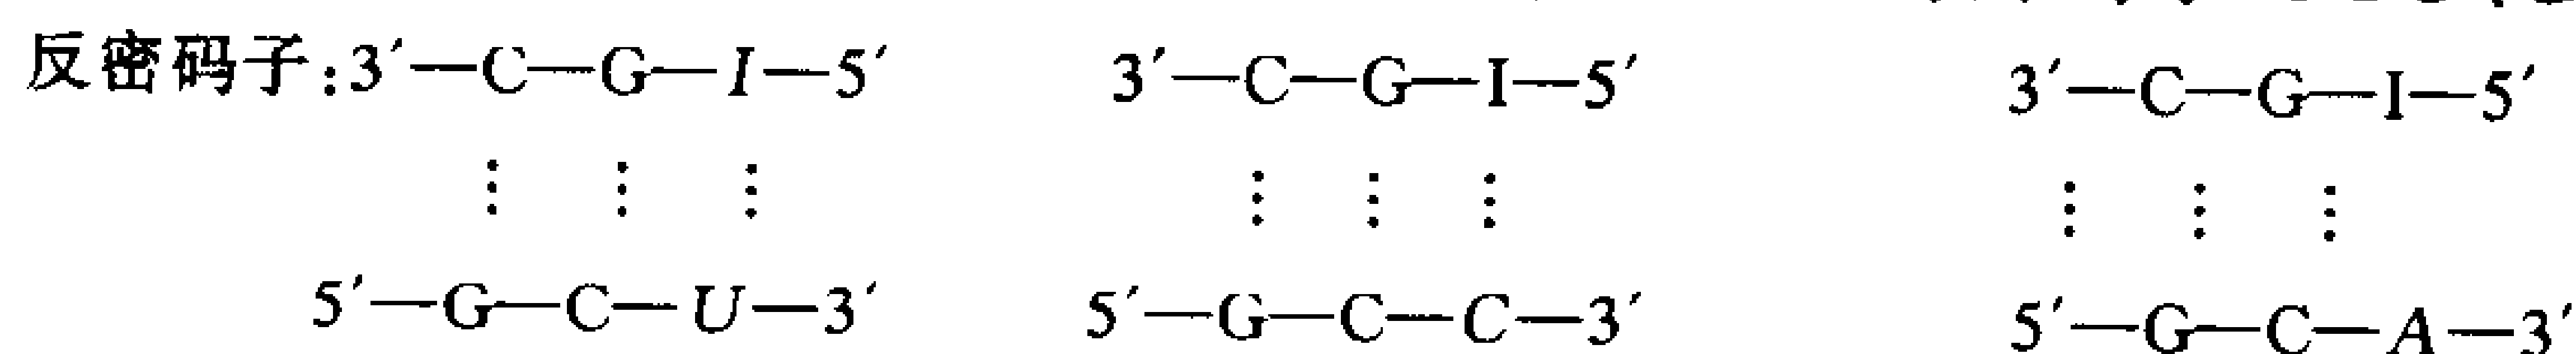 反密码子:3′—C—G—I—5′ 3′—C—G—I—5′ 3′—C—G—I—5′
⋮ ⋮ ⋮ ⋮ ⋮ ⋮ ⋮ ⋮ ⋮
5′—G—C—U—3′ 5′—G—C—C—3′ 5′—G—C—A—3′